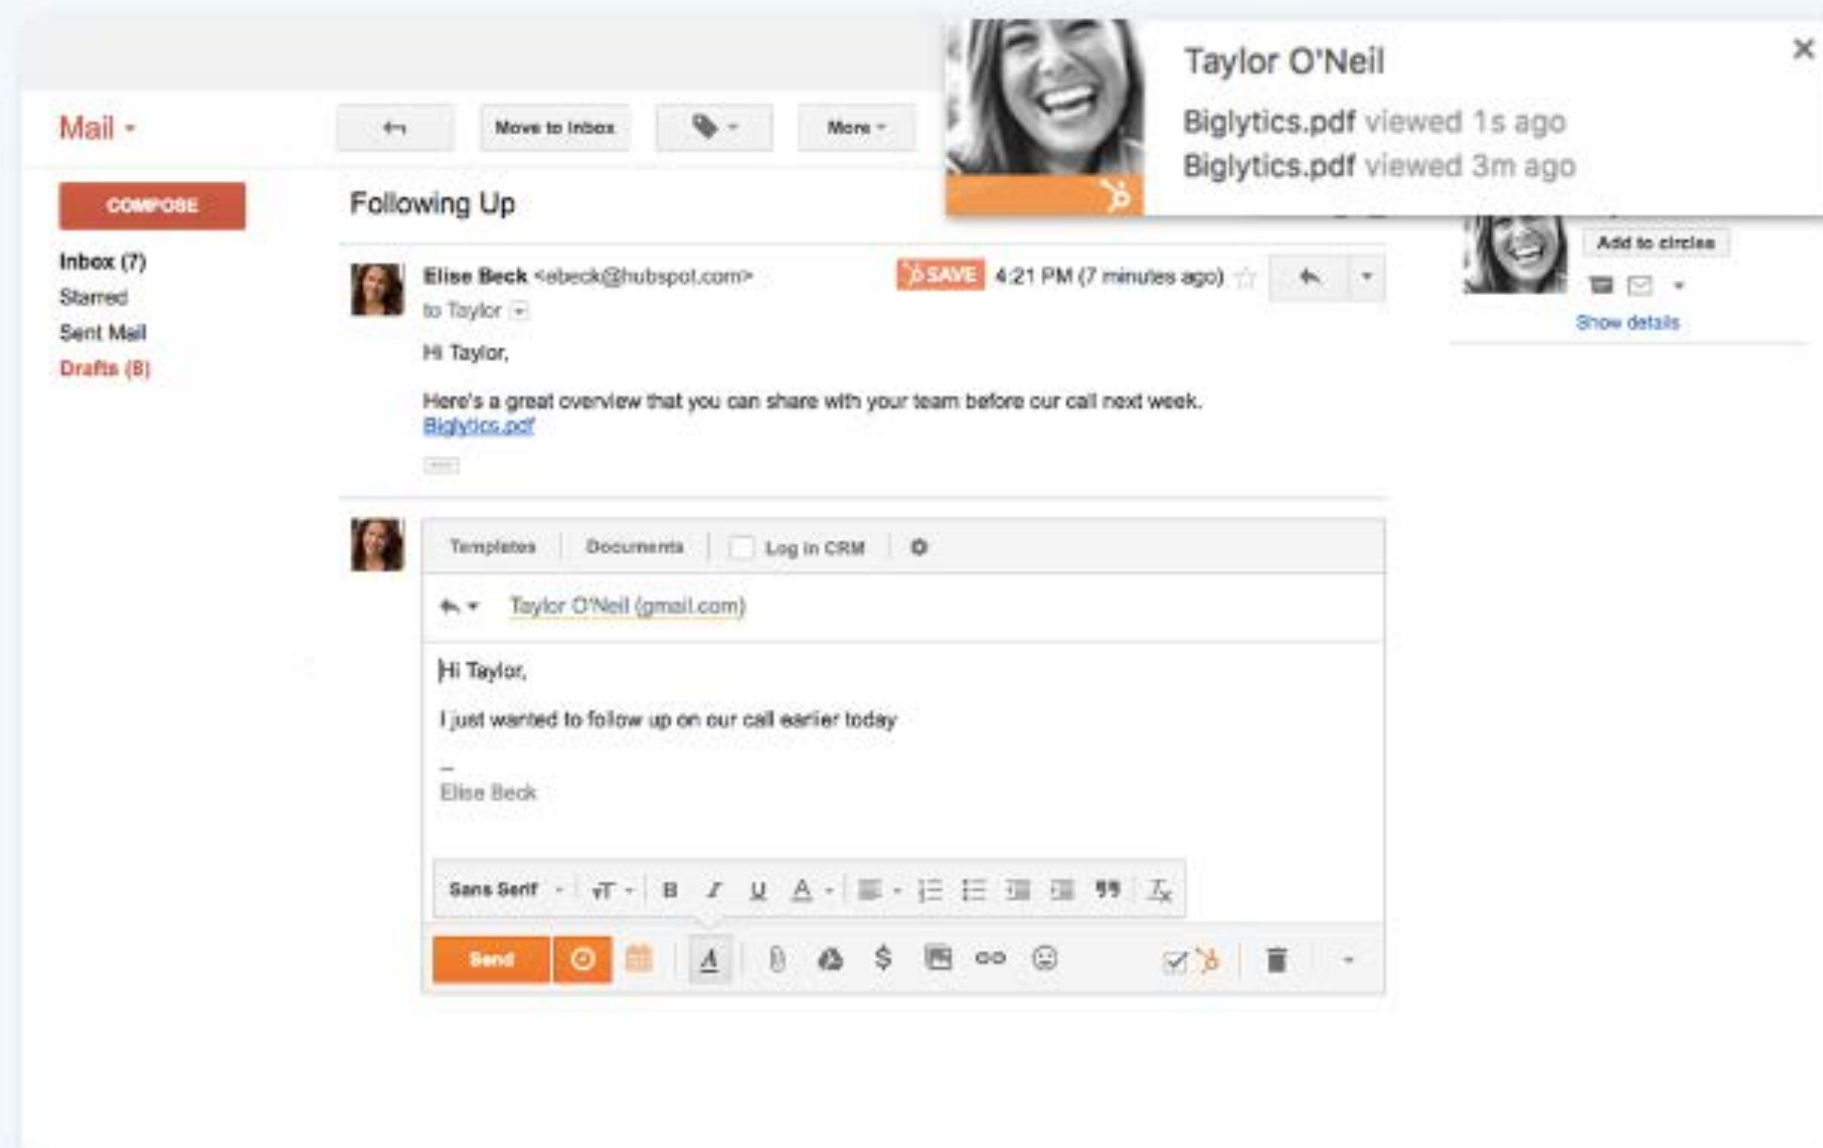 Taylor O'Neil
Biglytics.pdf viewed 1s ago
Biglytics.pdf viewed 3m ago
Mail
Move to Inbox
More
COMPOSE
Inbox (7)
Starred
Sent Mail
Drafts (8)
Following Up
Elise Beck <ebeck@hubspot.com>
SAVE 4:21 PM (7 minutes ago)
to Taylor
Hi Taylor,
Here's a great overview that you can share with your team before our call next week.
Biglytics.pdf
Add to circles
Show details
Templates Documents Log in CRM
Taylor O'Neil (gmail.com)
Hi Taylor,
I just wanted to follow up on our call earlier today
--
Elise Beck
Sans Serif
Send